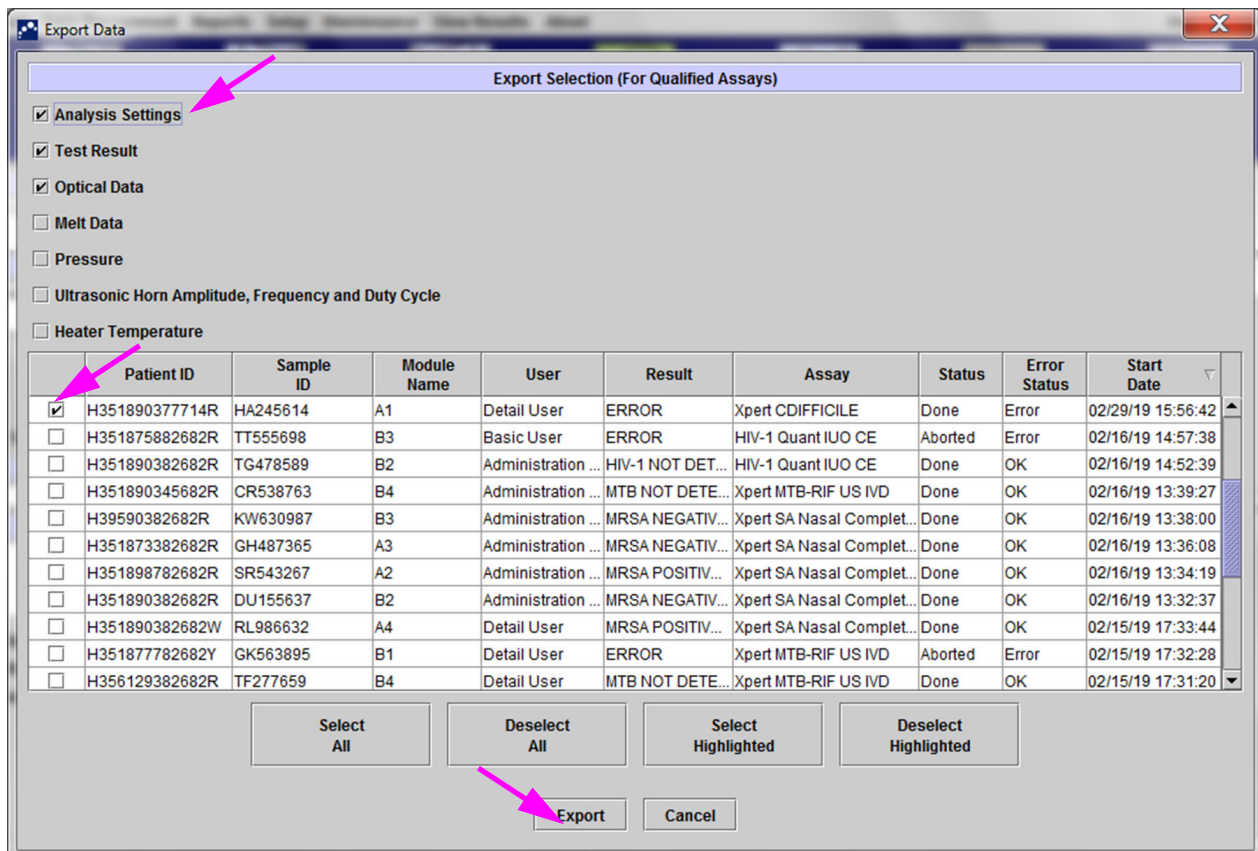 Export Data
Export Selection (For Qualified Assays)
Analysis Settings
Test Result
Optical Data
Melt Data
Pressure
Ultrasonic Horn Amplitude, Frequency and Duty Cycle
Heater Temperature
Patient ID Sample ID Module Name User Result Assay Status Error Status Start Date
H351890377714R HA245614 A1 Detail User ERROR Xpert CDIFFICILE Done Error 02/29/19 15:56:42
H351875882682R TT555698 B3 Basic User ERROR HIV-1 Quant IUO CE Aborted Error 02/16/19 14:57:38
H351890382682R TG478589 B2 Administration ... HIV-1 NOT DET... HIV-1 Quant IUO CE Done OK 02/16/19 14:52:39
H351890345682R CR538763 B4 Administration ... MTB NOT DETE... Xpert MTB-RIF US IVD Done OK 02/16/19 13:39:27
H39590382682R KW630987 B3 Administration ... MRSA NEGATIV... Xpert SA Nasal Complet... Done OK 02/16/19 13:38:00
H351873382682R GH487365 A3 Administration ... MRSA NEGATIV... Xpert SA Nasal Complet... Done OK 02/16/19 13:36:08
H351898782682R SR543267 A2 Administration ... MRSA POSITIV... Xpert SA Nasal Complet... Done OK 02/16/19 13:34:19
H351890382682R DU155637 B2 Administration ... MRSA NEGATIV... Xpert SA Nasal Complet... Done OK 02/16/19 13:32:37
H351890382682W RL986632 A4 Detail User MRSA POSITIV... Xpert SA Nasal Complet... Done OK 02/15/19 17:33:44
H351877782682Y GK563895 B1 Detail User ERROR Xpert MTB-RIF US IVD Aborted Error 02/15/19 17:32:28
H356129382682R TF277659 B4 Detail User MTB NOT DETE... Xpert MTB-RIF US IVD Done OK 02/15/19 17:31:20
Select All Deselect All Select Highlighted Deselect Highlighted
Export Cancel